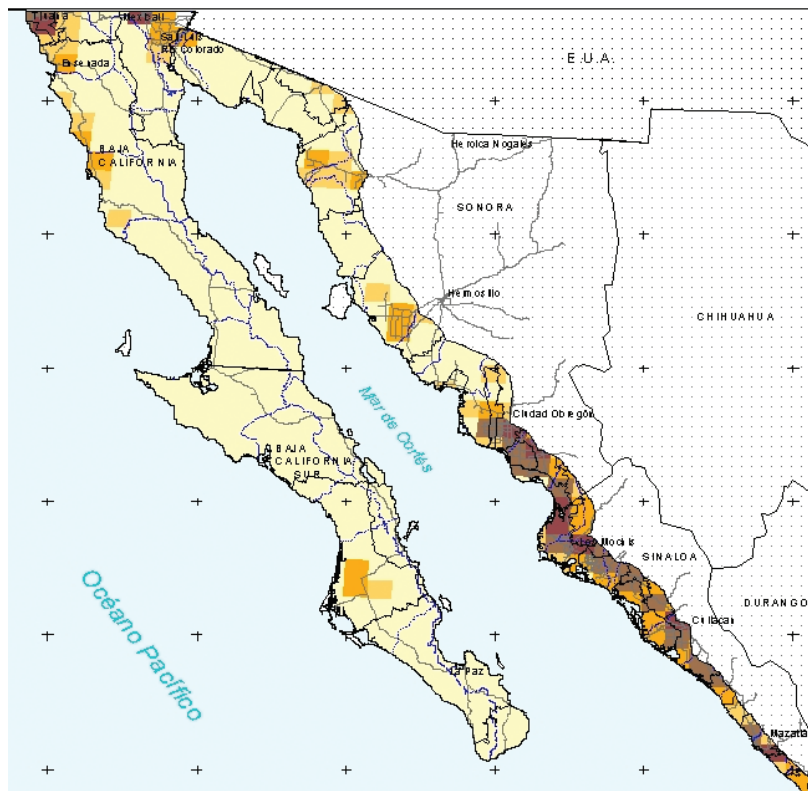 Tijuana
Mexicali
San Luis
Río Colorado
Ensenada
E.U.A.
BAJA
CALIFORNIA
Heroica Nogales
SONORA
Hermosillo
CHIHUAHUA
Mar de Cortés
Ciudad Obregón
BAJA
CALIFORNIA
SUR
Los Mochis
SINALOA
DURANGO
Océano Pacífico
Culiacán
La Paz